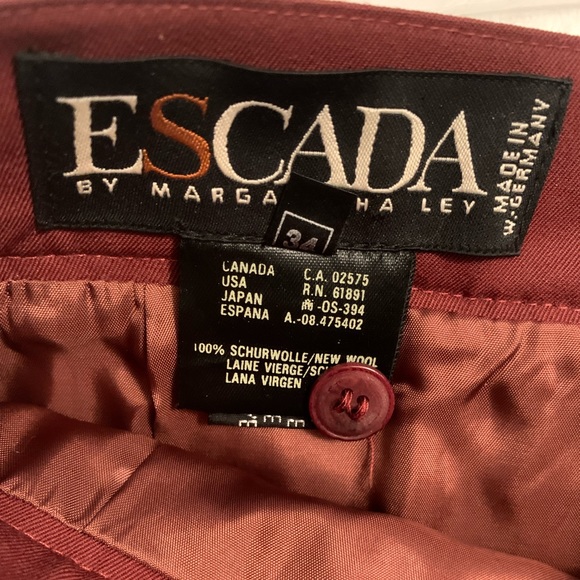 ESCADA
BY MARGA HA LEY
MADE IN
W.-GERMANY
34
CANADA C.A. 02575
USA R.N. 61891
JAPAN -OS-394
ESPANA A.-08.475402
100% SCHURWOLLE/NEW WOOL
LAINE VIERGE/SC
LANA VIRGEN